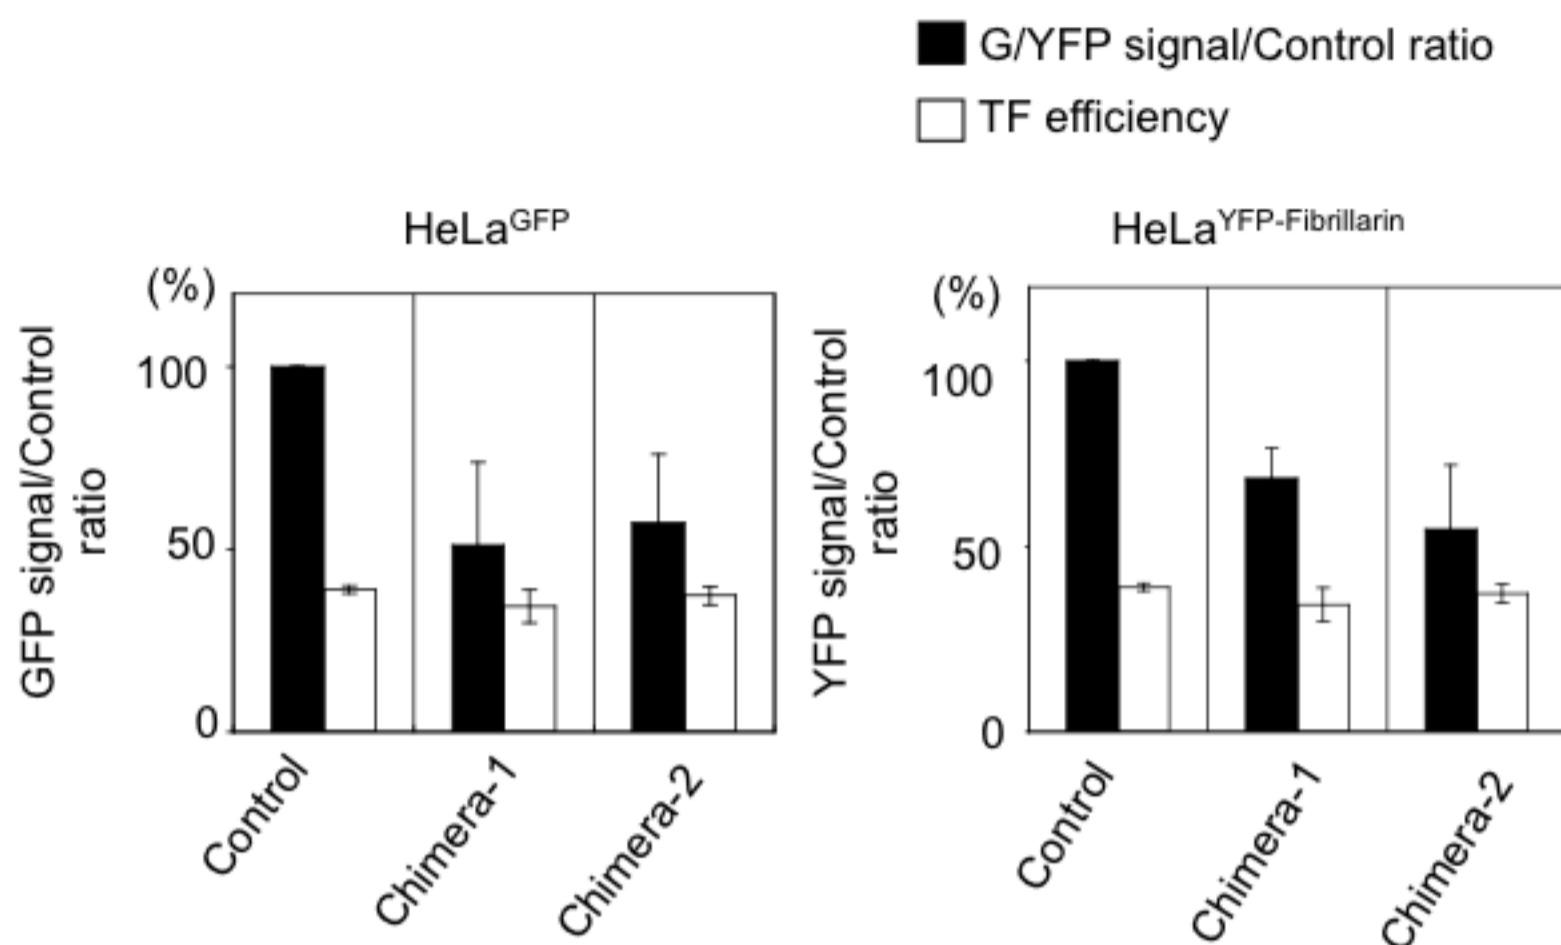 G/YFP signal/Control ratio
TF efficiency
HeLaGFP
(%)
GFP signal/Control
ratio
100
50
0
Control
Chimera-1
Chimera-2
HeLaYFP-Fibrillarin
(%)
YFP signal/Control
ratio
100
50
0
Control
Chimera-1
Chimera-2